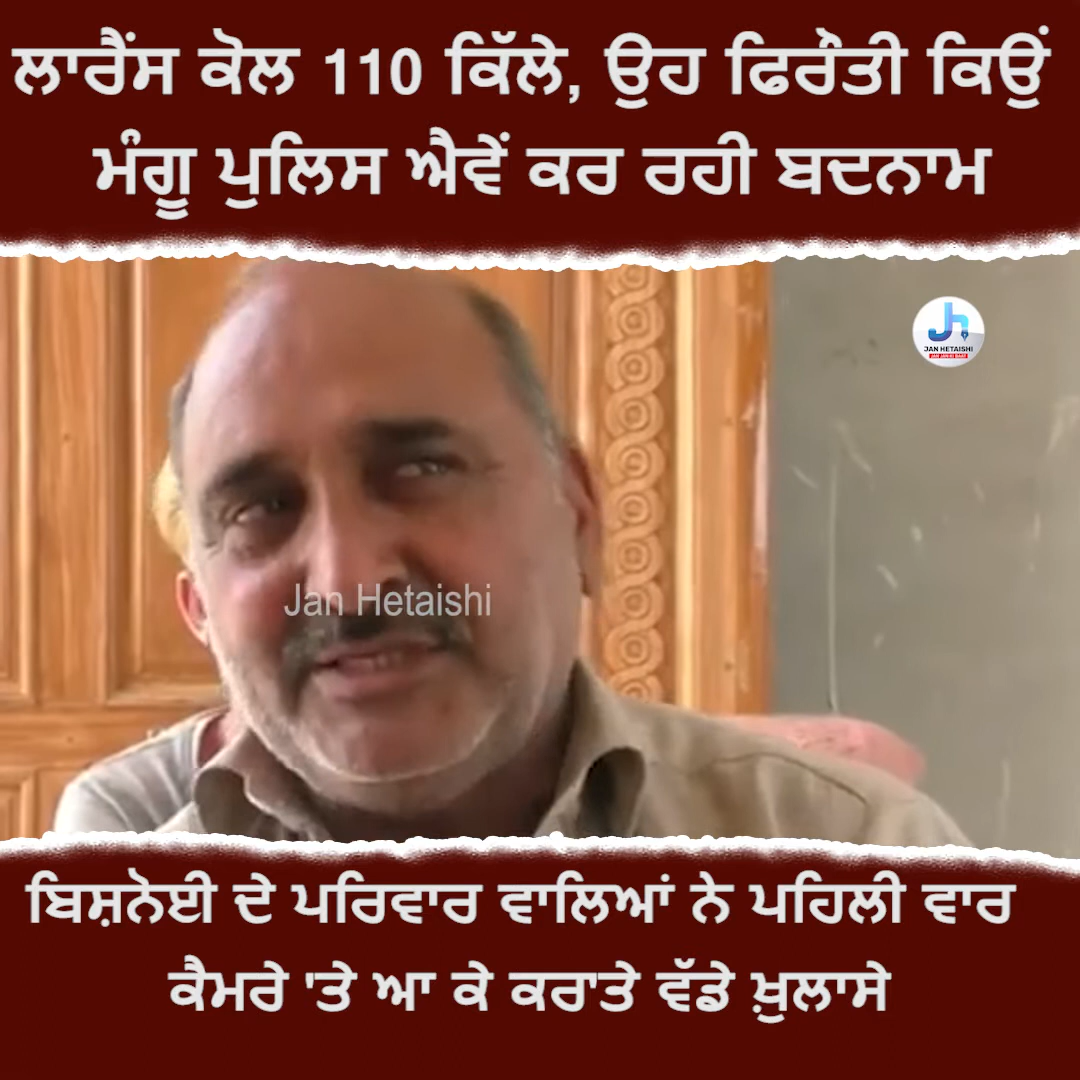 ਲਾਰੈਂਸ ਕੋਲ 110 ਕਿੱਲੇ, ਉਹ ਫਿਰੌਤੀ ਕਿਉਂ
ਮੰਗੂ ਪੁਲਿਸ ਐਵੇਂ ਕਰ ਰਹੀ ਬਦਨਾਮ
JAN HETAISHI
Jan Hetaishi
ਬਿਸ਼ਨੋਈ ਦੇ ਪਰਿਵਾਰ ਵਾਲਿਆਂ ਨੇ ਪਹਿਲੀ ਵਾਰ
ਕੈਮਰੇ 'ਤੇ ਆ ਕੇ ਕਰਾ'ਤੇ ਵੱਡੇ ਖ਼ੁਲਾਸੇ